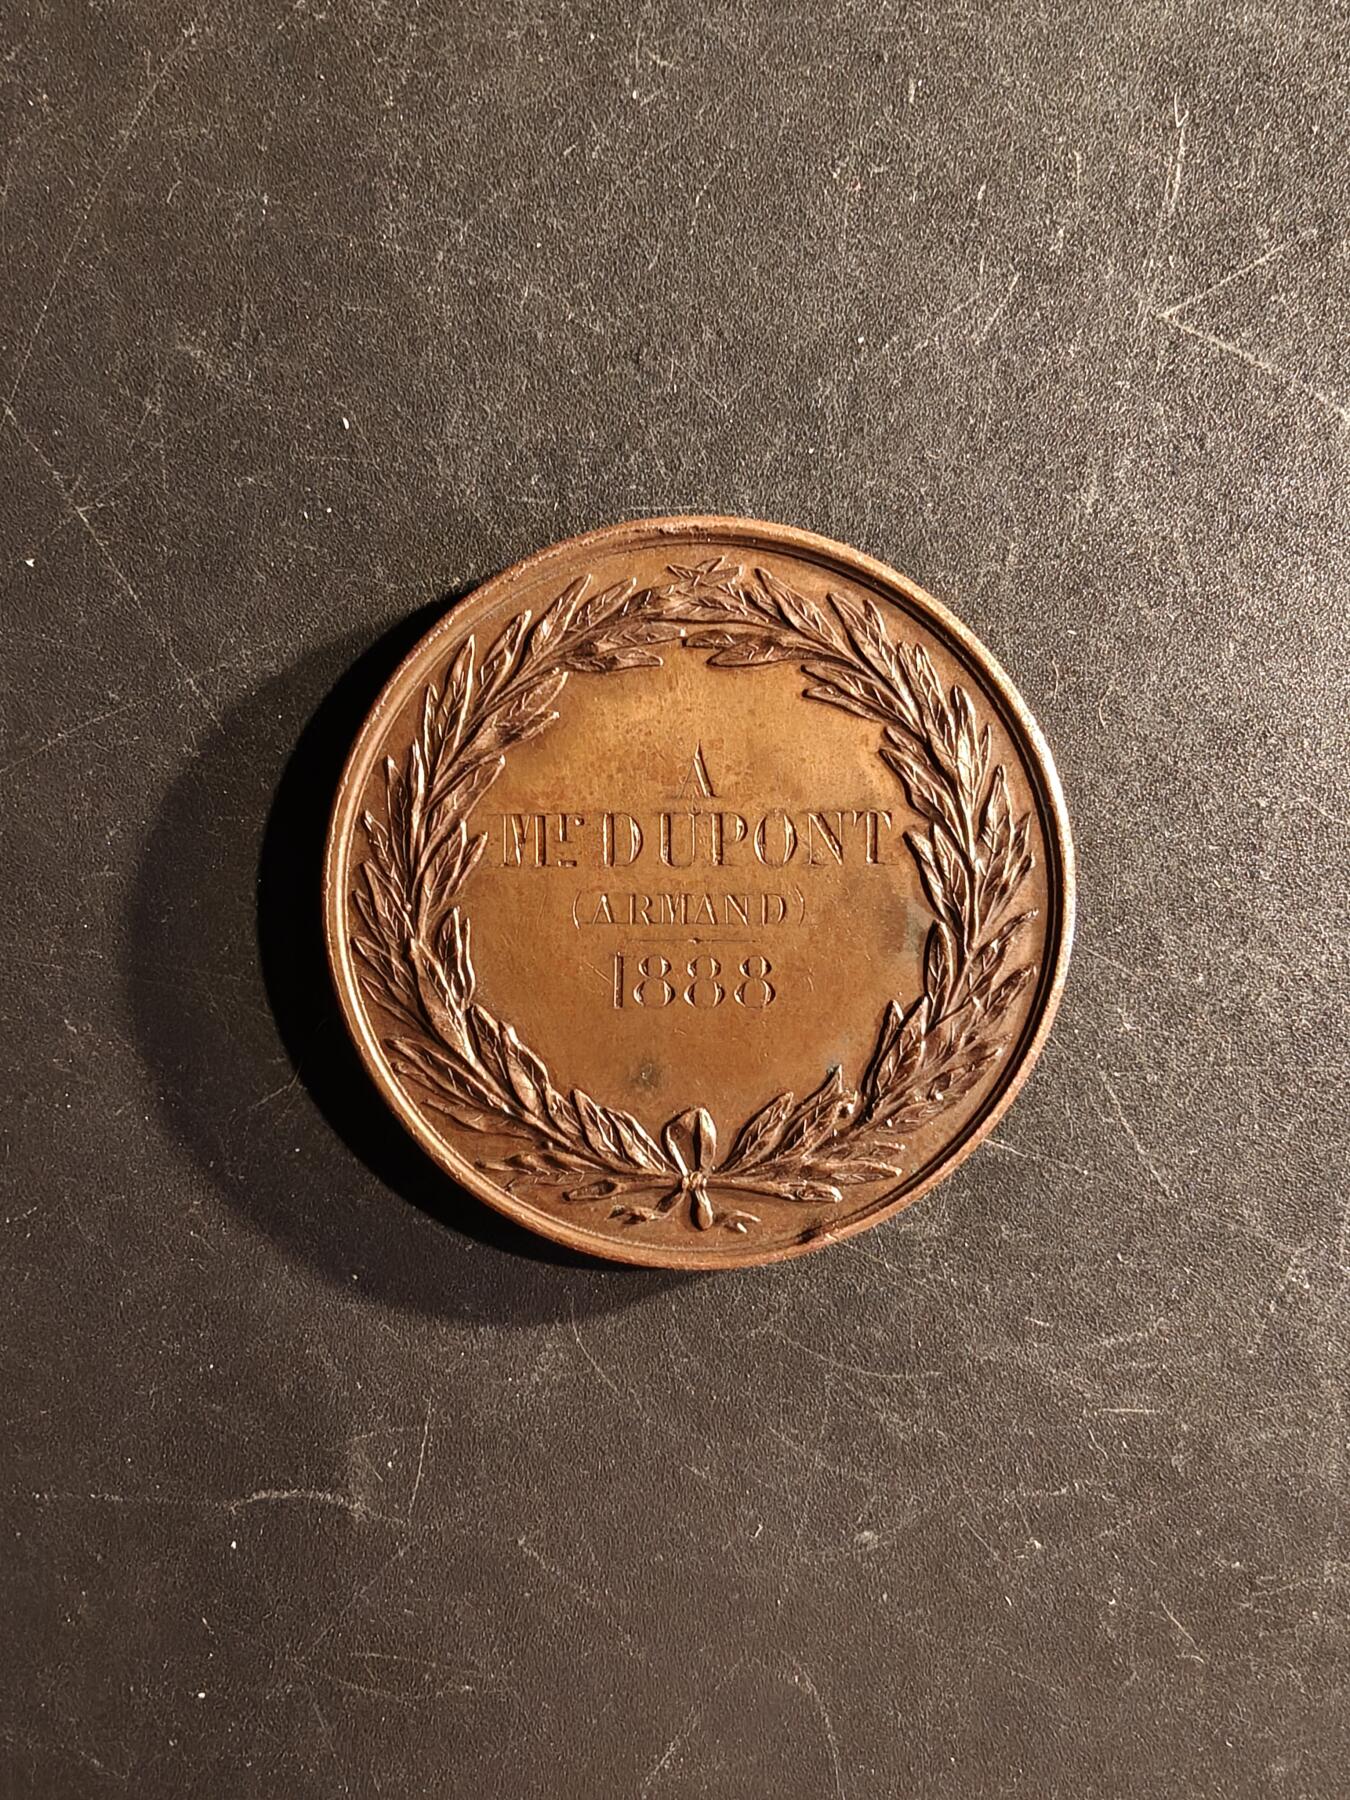 A
Mr DUPONT
(ARMAND)
1888